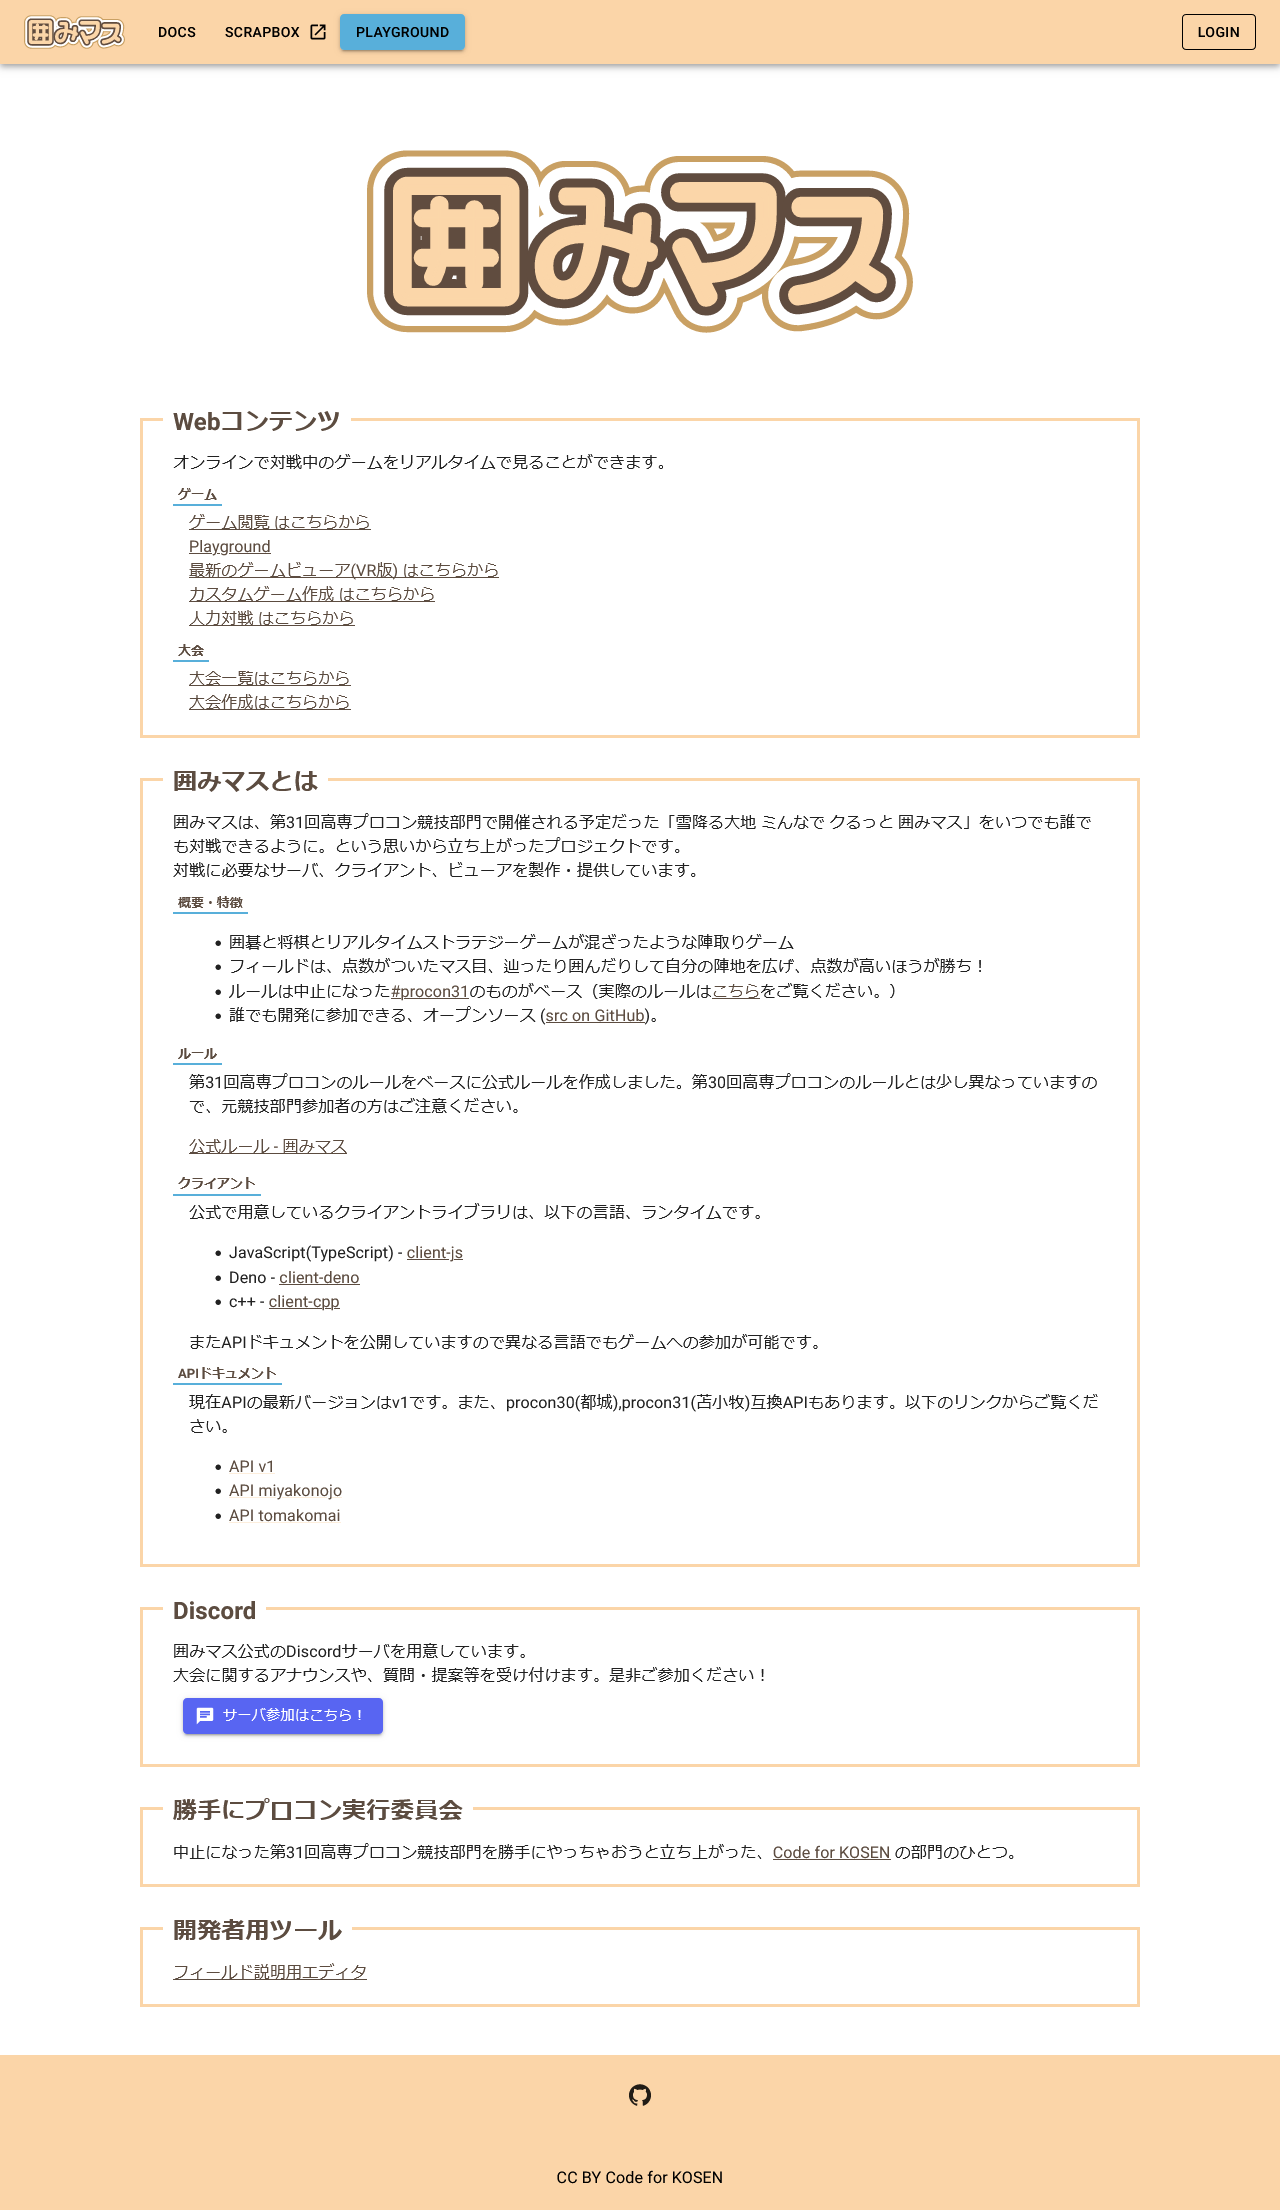 囲みマス
DOCS
SCRAPBOX
PLAYGROUND
LOGIN
囲みマス
Webコンテンツ
オンラインで対戦中のゲームをリアルタイムで見ることができます。
ゲーム
ゲーム閲覧 はこちらから
Playground
最新のゲームビューア(VR版) はこちらから
カスタムゲーム作成 はこちらから
人力対戦 はこちらから
大会
大会一覧はこちらから
大会作成はこちらから
囲みマスとは
囲みマスは、第31回高専プロコン競技部門で開催される予定だった「雪降る大地 ミんなで クるっと 囲みマス」をいつでも誰で
も対戦できるように。という思いから立ち上がったプロジェクトです。
対戦に必要なサーバ、クライアント、ビューアを製作・提供しています。
概要・特徴
• 囲碁と将棋とリアルタイムストラテジーゲームが混ざったような陣取りゲーム
• フィールドは、点数がついたマス目、辿ったり囲んだりして自分の陣地を広げ、点数が高いほうが勝ち！
• ルールは中止になった#procon31のものがベース（実際のルールはこちらをご覧ください。）
• 誰でも開発に参加できる、オープンソース (src on GitHub)。
ルール
第31回高専プロコンのルールをベースに公式ルールを作成しました。第30回高専プロコンのルールとは少し異なっていますの
で、元競技部門参加者の方はご注意ください。
公式ルール - 囲みマス
クライアント
公式で用意しているクライアントライブラリは、以下の言語、ランタイムです。
• JavaScript(TypeScript) - client-js
• Deno - client-deno
• c++ - client-cpp
またAPIドキュメントを公開していますので異なる言語でもゲームへの参加が可能です。
APIドキュメント
現在APIの最新バージョンはv1です。また、procon30(都城),procon31(苫小牧)互換APIもあります。以下のリンクからご覧くだ
さい。
• API v1
• API miyakonojo
• API tomakomai
Discord
囲みマス公式のDiscordサーバを用意しています。
大会に関するアナウンスや、質問・提案等を受け付けます。是非ご参加ください！
サーバ参加はこちら！
勝手にプロコン実行委員会
中止になった第31回高専プロコン競技部門を勝手にやっちゃおうと立ち上がった、Code for KOSEN の部門のひとつ。
開発者用ツール
フィールド説明用エディタ
CC BY Code for KOSEN